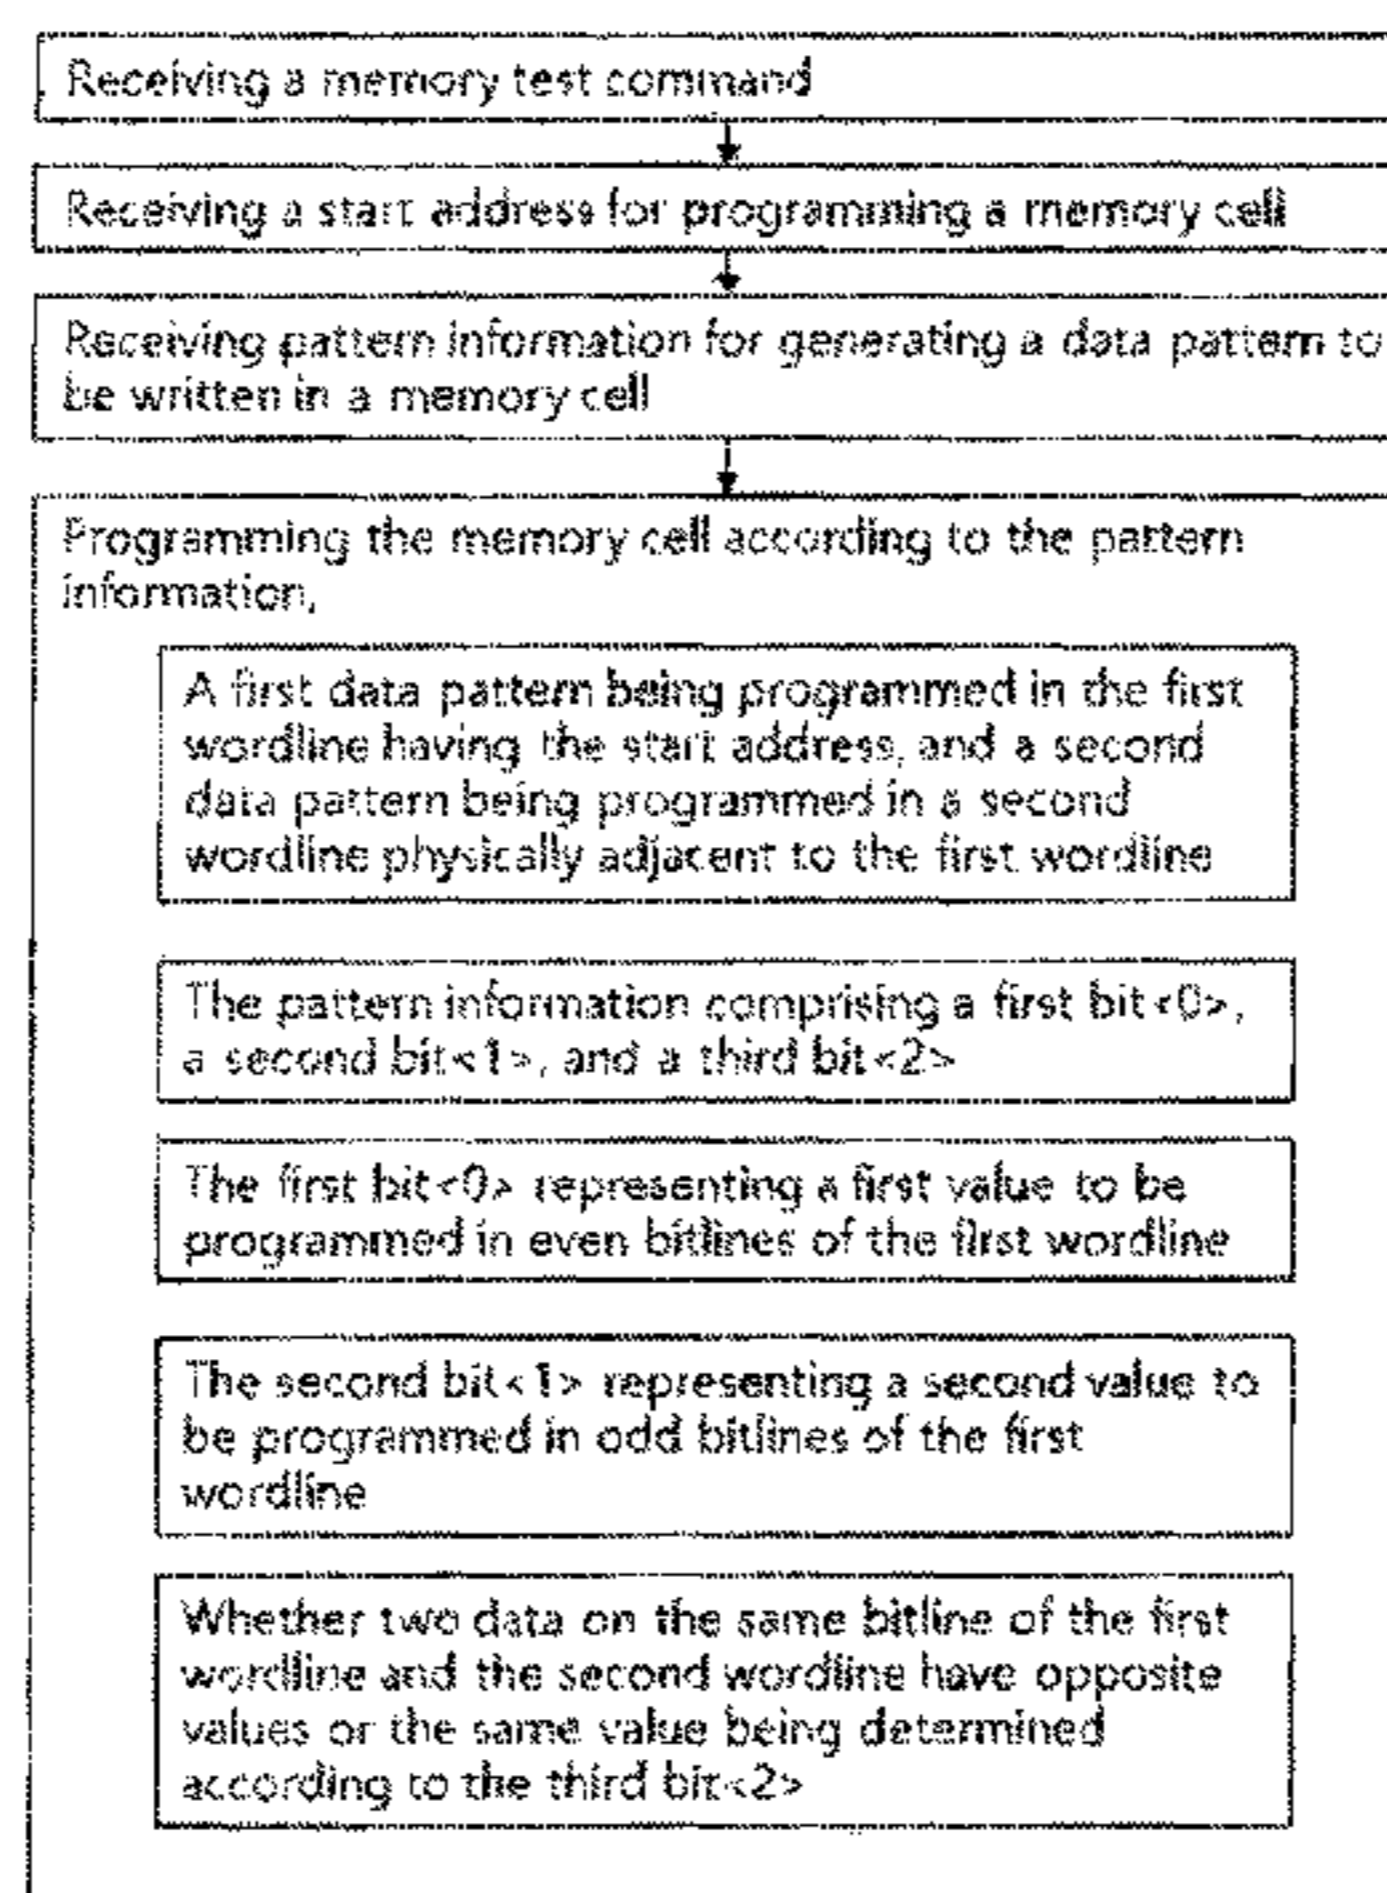 Receiving a memory test command
Receiving a start address for programming a memory cell
Receiving pattern information for generating a data pattern to
be written in a memory cell
Programming the memory cell according to the pattern
information,
A first data pattern being programmed in the first
wordline having the start address, and a second
data pattern being programmed in a second
wordline physically adjacent to the first wordline
The pattern information comprising a first bit<0>,
a second bit<1>, and a third bit<2>
The first bit<0> representing a first value to be
programmed in even bitlines of the first wordline
The second bit<1> representing a second value to
be programmed in odd bitlines of the first
wordline
Whether two data on the same bitline of the first
wordline and the second wordline have opposite
values or the same value being determined
according to the third bit<2>